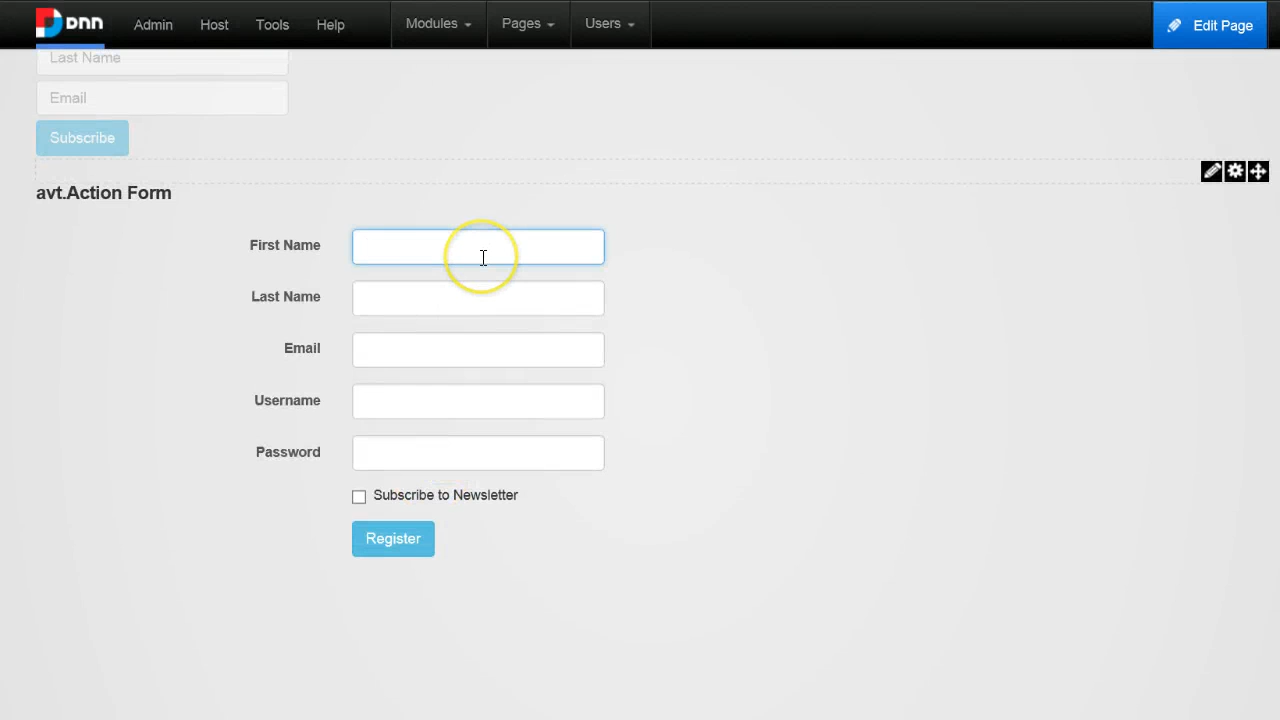 dnn Admin Host Tools Help Modules Pages Users Edit Page
Last Name
Email
Subscribe
avt.Action Form
First Name
Last Name
Email
Username
Password
Subscribe to Newsletter
Register